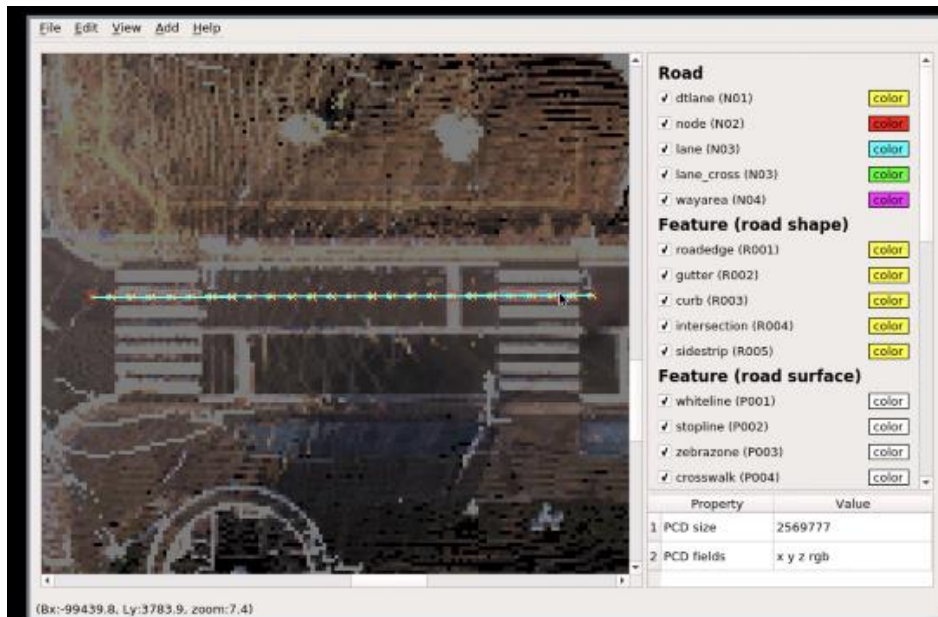 File Edit View Add Help
Road
dtlane (N01) color
node (N02) color
lane (N03) color
lane_cross (N03) color
wayarea (N04) color
Feature (road shape)
roadedge (R001) color
gutter (R002) color
curb (R003) color
intersection (R004) color
sidestrip (R005) color
Feature (road surface)
whiteline (P001) color
stopline (P002) color
zebrazone (P003) color
crosswalk (P004) color
Property Value
1 PCD size 2569777
2 PCD fields x y z rgb
(Bx:-99439.8, Ly:3783.9, zoom:7.4)